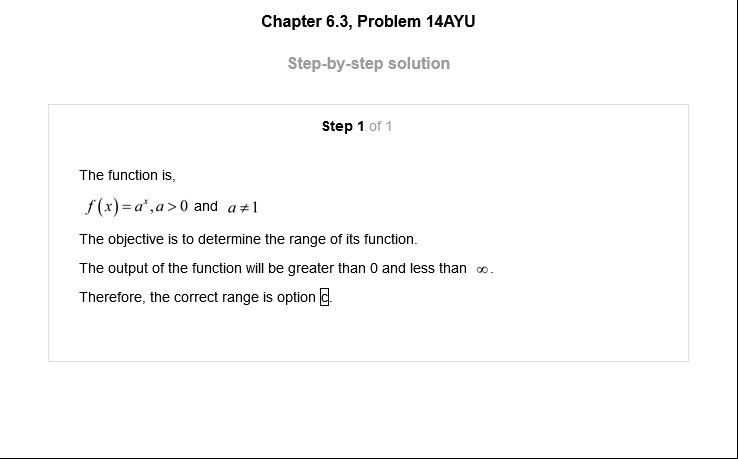 Chapter 6.3, Problem 14AYU
Step-by-step solution
Step 1 of 1
The function is,
f(x) = aˣ, a > 0 and a ≠ 1
The objective is to determine the range of its function.
The output of the function will be greater than 0 and less than ∞.
Therefore, the correct range is option c.